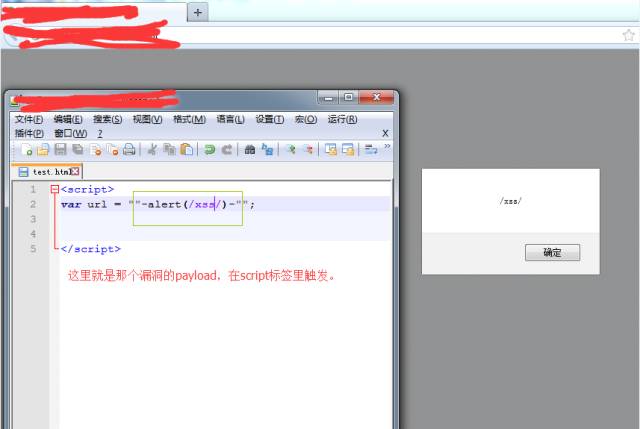 文件(F) 编辑(E) 搜索(S) 视图(V) 格式(M) 语言(L) 设置(T) 宏(O) 运行(R)
插件(P) 窗口(W) ? X
test.html
1 <script>
2 var url = ""-alert(/xss/)-"";
3
4
5 </script>
这里就是那个漏洞的payload，在script标签里触发。
/xss/
确定